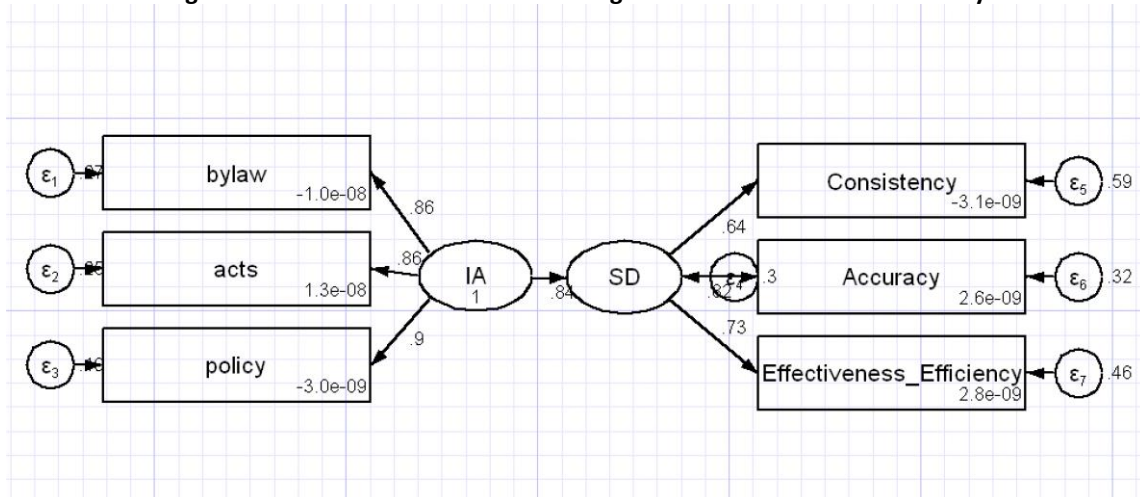 ε1
bylaw
-1.0e-08
.86
ε2
acts
1.3e-08
.86
ε3
policy
-3.0e-09
.9
IA
1
.84
SD
.3
.82
.64
.73
Consistency
-3.1e-09
ε5
.59
Accuracy
2.6e-09
ε6
.32
Effectiveness_Efficiency
2.8e-09
ε7
.46